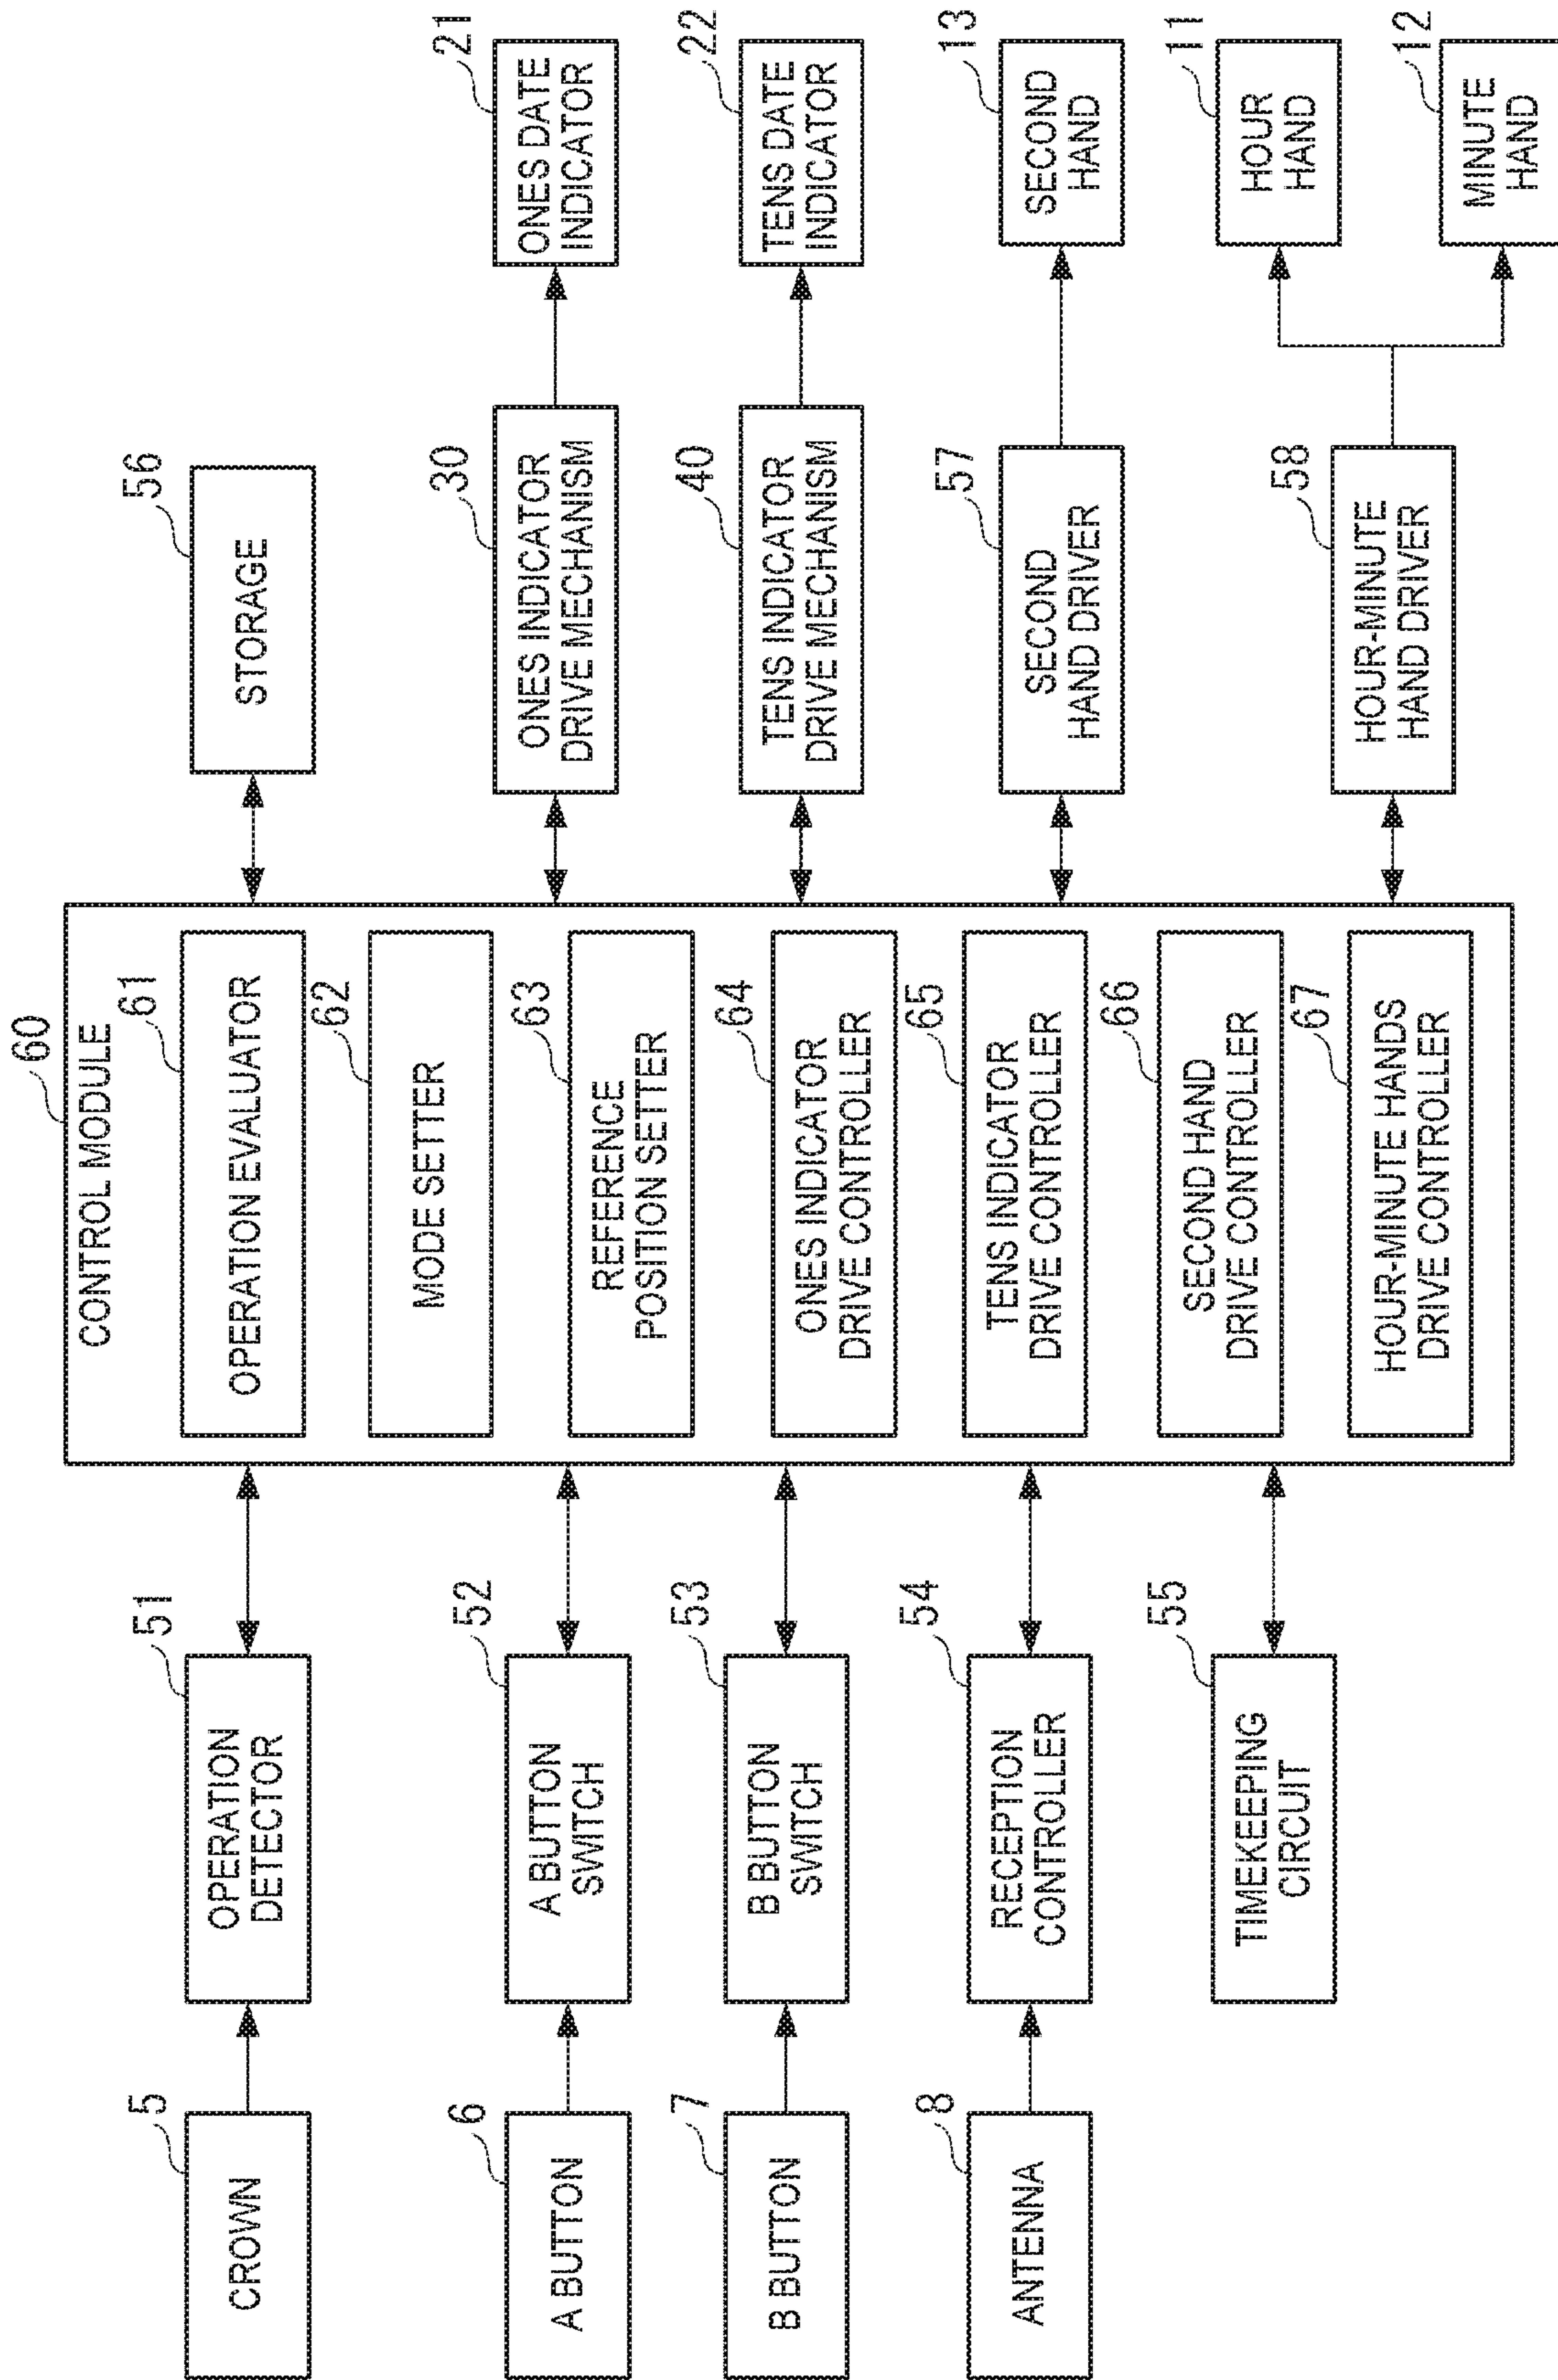 60
CONTROL MODULE
5
CROWN
51
OPERATION
DETECTOR
61
OPERATION EVALUATOR
56
STORAGE
62
MODE SETTER
6
A BUTTON
52
A BUTTON
SWITCH
63
REFERENCE
POSITION SETTER
30
ONES INDICATOR
DRIVE MECHANISM
21
ONES DATE
INDICATOR
7
B BUTTON
53
B BUTTON
SWITCH
64
ONES INDICATOR
DRIVE CONTROLLER
40
TENS INDICATOR
DRIVE MECHANISM
22
TENS DATE
INDICATOR
8
ANTENNA
54
RECEPTION
CONTROLLER
65
TENS INDICATOR
DRIVE CONTROLLER
57
SECOND
HAND DRIVER
13
SECOND
HAND
55
TIMEKEEPING
CIRCUIT
66
SECOND HAND
DRIVE CONTROLLER
11
HOUR
HAND
67
HOUR-MINUTE HANDS
DRIVE CONTROLLER
58
HOUR-MINUTE
HAND DRIVER
12
MINUTE
HAND